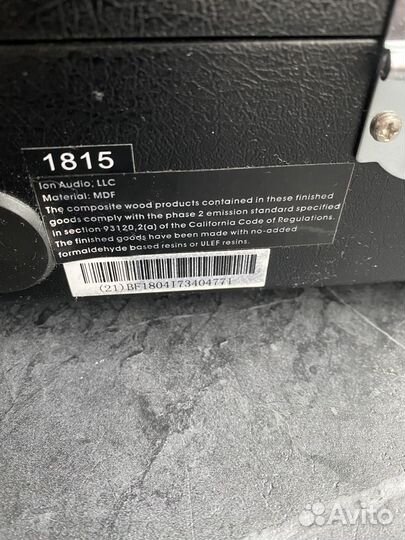 1815
Ion Audio, LLC
Material: MDF
The composite wood products contained in these finished
goods comply with the phase 2 emission standard specified
in section 93120.2(a) of the California Code of Regulations.
The finished goods have been made with no-added
formaldehyde based resins or ULEF resins.
(21)BF1804173404771
Avito